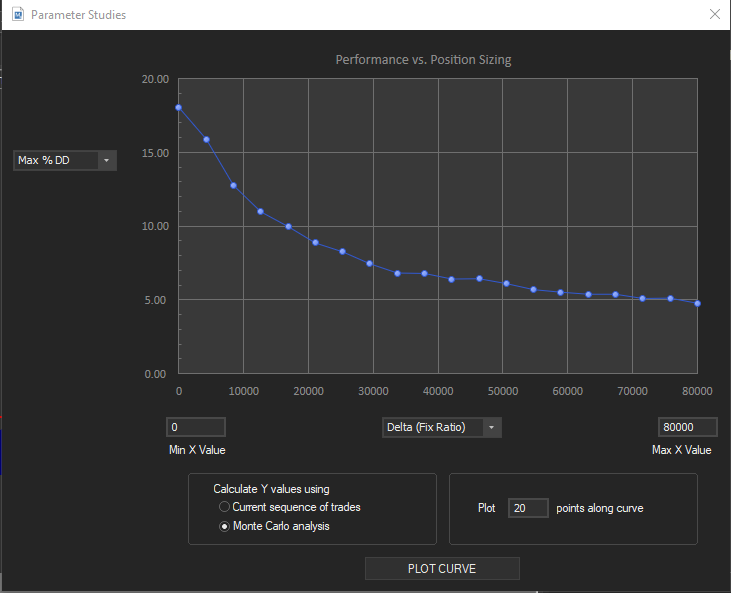 Parameter Studies
Performance vs. Position Sizing
20.00
Max % DD
15.00
10.00
5.00
0.00
0 10000 20000 30000 40000 50000 60000 70000 80000
0 Delta (Fix Ratio) 80000
Min X Value Max X Value
Calculate Y values using
Current sequence of trades
Monte Carlo analysis
Plot 20 points along curve
PLOT CURVE